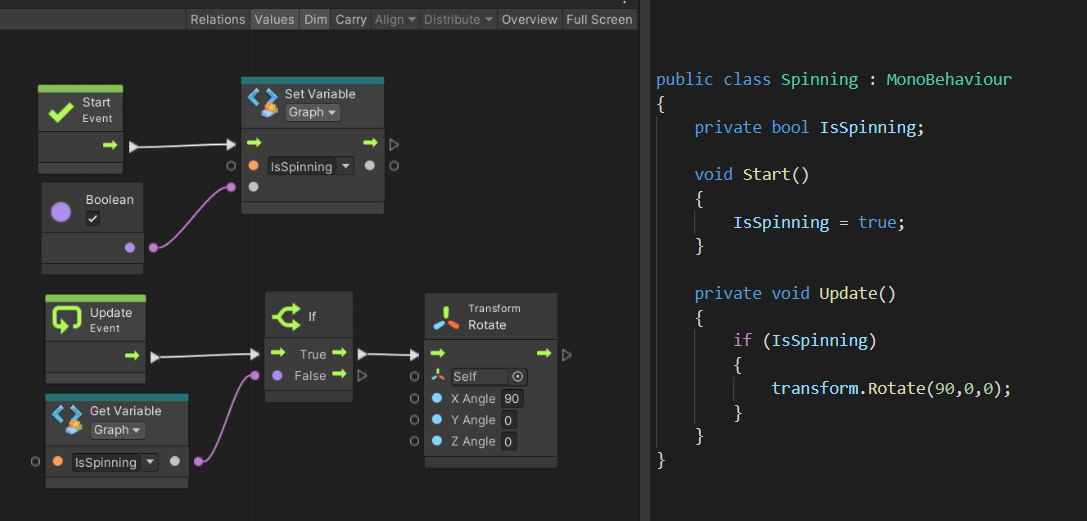 Relations Values Dim Carry Align Distribute Overview Full Screen
Start
Event
Set Variable
Graph
IsSpinning
Boolean
Update
Event
If
True
False
Transform
Rotate
Self
X Angle 90
Y Angle 0
Z Angle 0
Get Variable
Graph
IsSpinning
public class Spinning : MonoBehaviour
{
    private bool IsSpinning;

    void Start()
    {
        IsSpinning = true;
    }

    private void Update()
    {
        if (IsSpinning)
        {
            transform.Rotate(90,0,0);
        }
    }
}